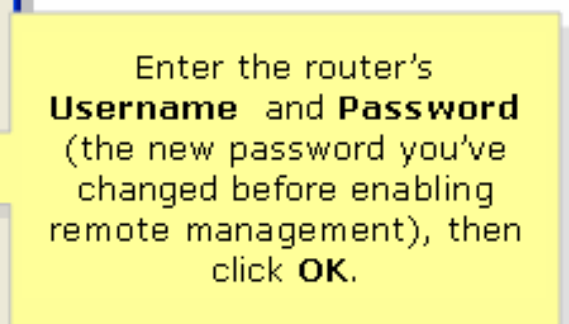 Enter the router's
Username and Password
(the new password you've
changed before enabling
remote management), then
click OK.